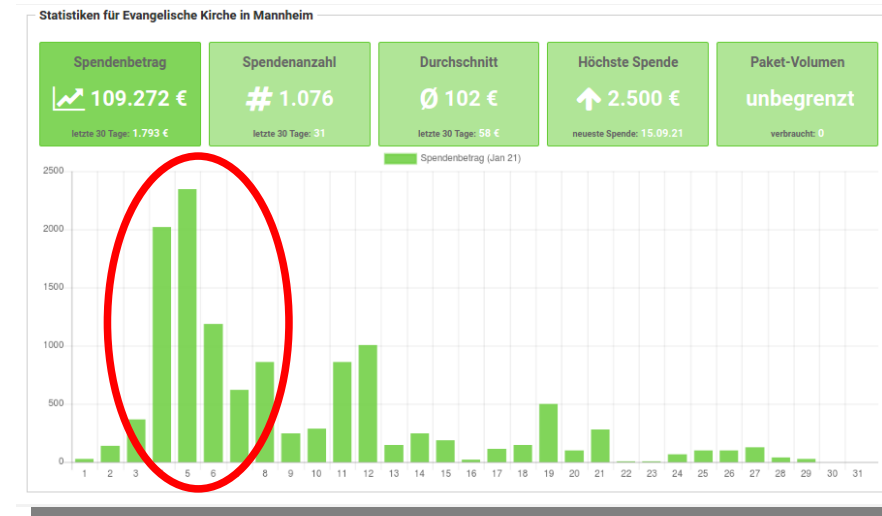 Statistiken für Evangelische Kirche in Mannheim
Spendenbetrag
109.272 €
letzte 30 Tage: 1.793 €
Spendenanzahl
# 1.076
letzte 30 Tage: 31
Durchschnitt
Ø 102 €
letzte 30 Tage: 58 €
Höchste Spende
2.500 €
neueste Spende: 15.09.21
Paket-Volumen
unbegrenzt
verbraucht: 0
Spendenbetrag (Jan 21)
2500
2000
1500
1000
500
0
1 2 3 5 6 8 9 10 11 12 13 14 15 16 17 18 19 20 21 22 23 24 25 26 27 28 29 30 31